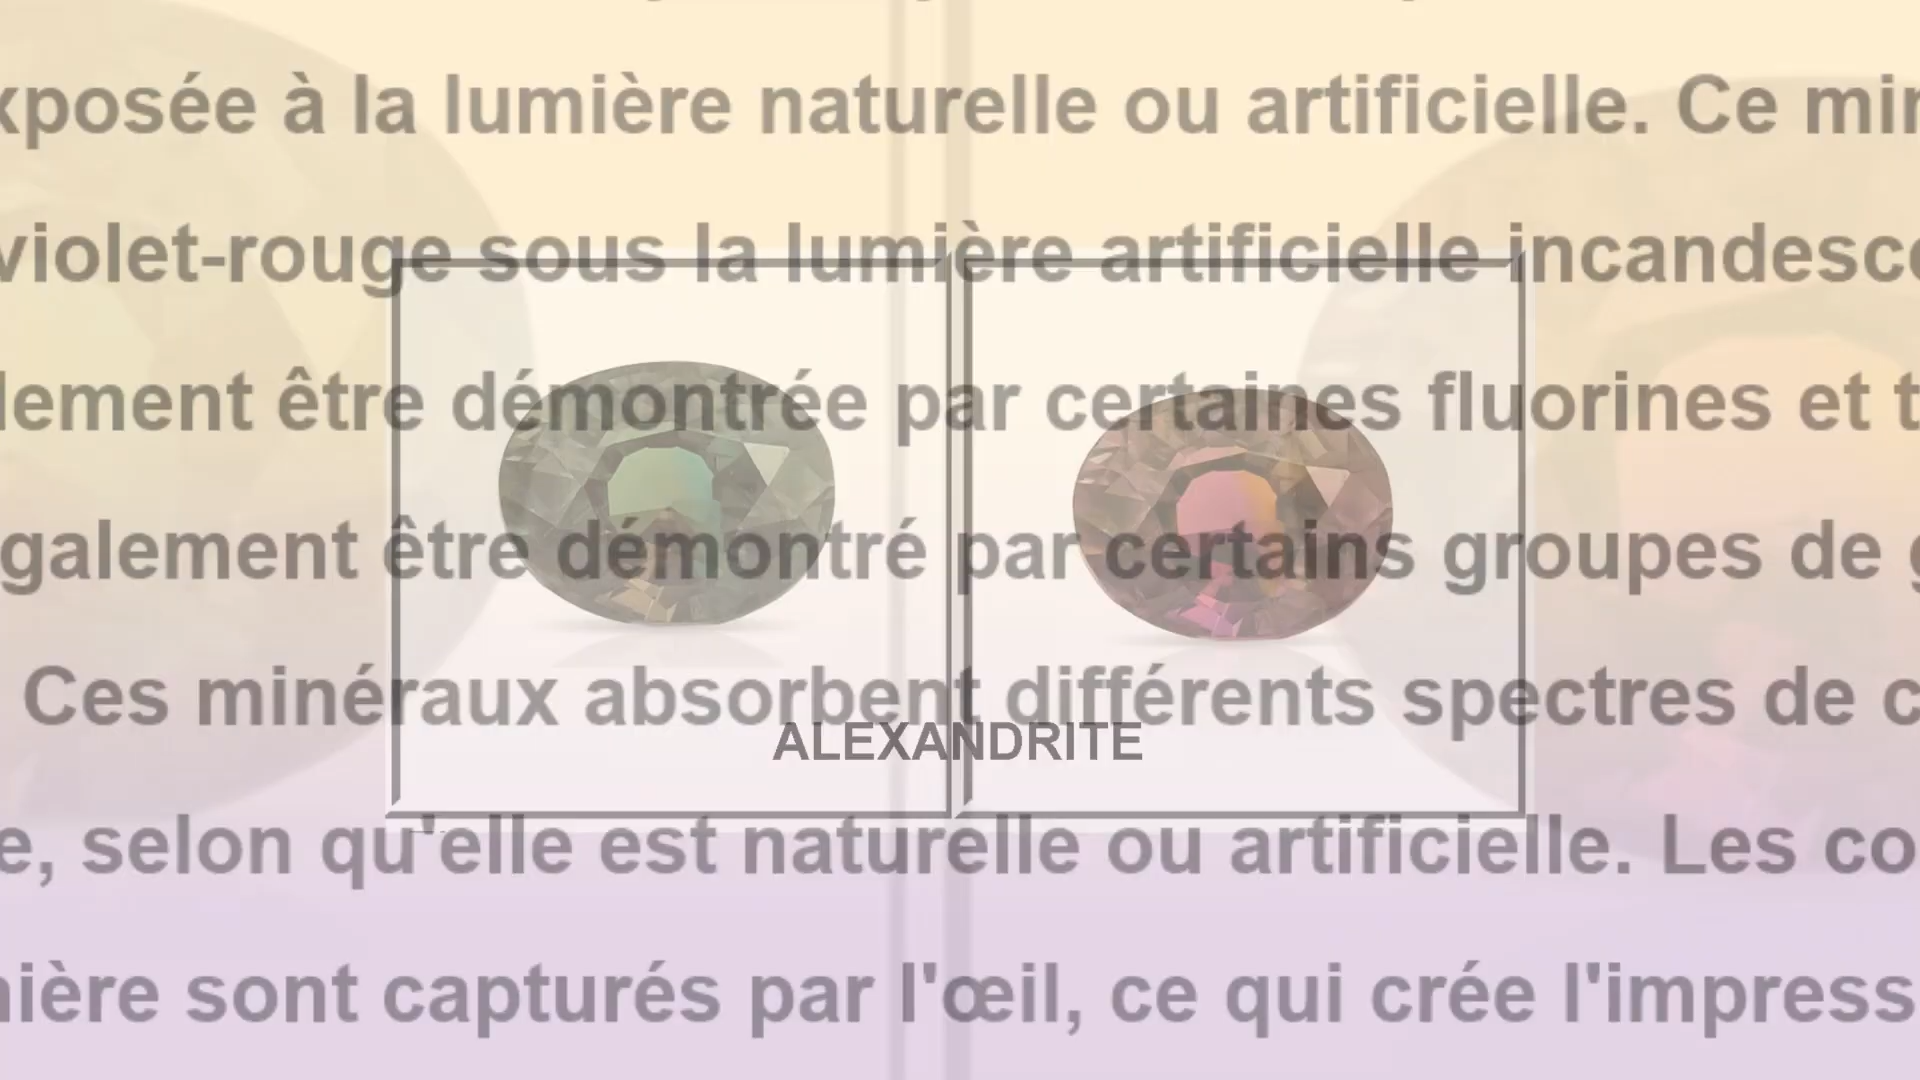 xposée à la lumière naturelle ou artificielle. Ce min
violet-rouge sous la lumière artificielle incandesce
lement être démontrée par certaines fluorines et t
galement être démontré par certains groupes de g
Ces minéraux absorbent différents spectres de c
ALEXANDRITE
e, selon qu'elle est naturelle ou artificielle. Les co
ière sont capturés par l'œil, ce qui crée l'impress